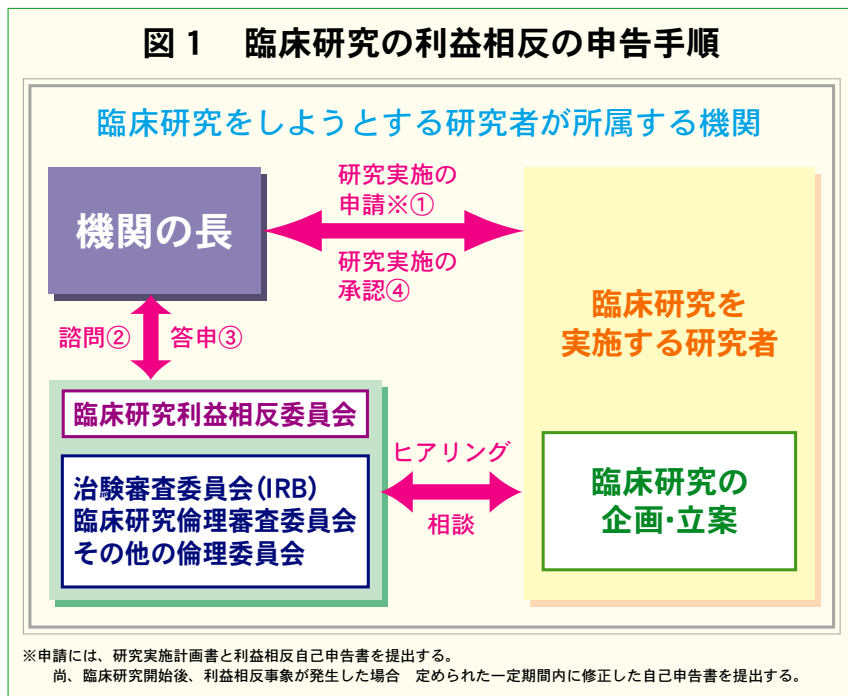 図1 臨床研究の利益相反の申告手順
臨床研究をしようとする研究者が所属する機関
機関の長
研究実施の
申請※①
研究実施の
承認④
諮問②
答申③
臨床研究を
実施する研究者
臨床研究利益相反委員会
治験審査委員会(IRB)
臨床研究倫理審査委員会
その他の倫理委員会
ヒアリング
相談
臨床研究の
企画・立案
※申請には、研究実施計画書と利益相反自己申告書を提出する。
尚、臨床研究開始後、利益相反事象が発生した場合 定められた一定期間内に修正した自己申告書を提出する。